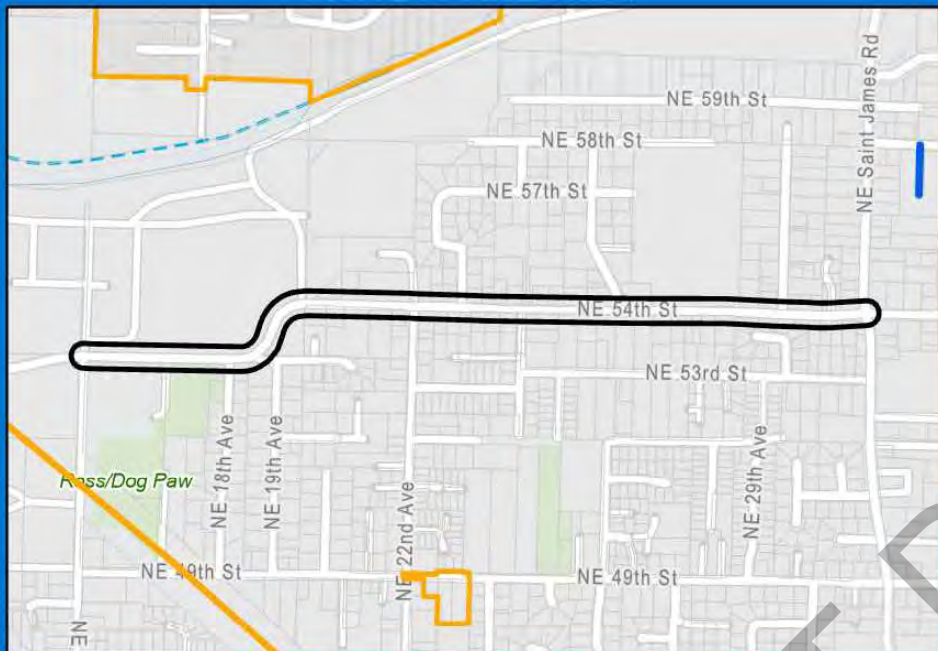 NE Saint James Rd
NE 59th St
NE 58th St
NE 57th St
NE 54th St
NE 53rd St
Ross/Dog Paw
NE 18th Ave
NE 19th Ave
NE 22nd Ave
NE 29th Ave
NE 49th St
NE 49th St
NE